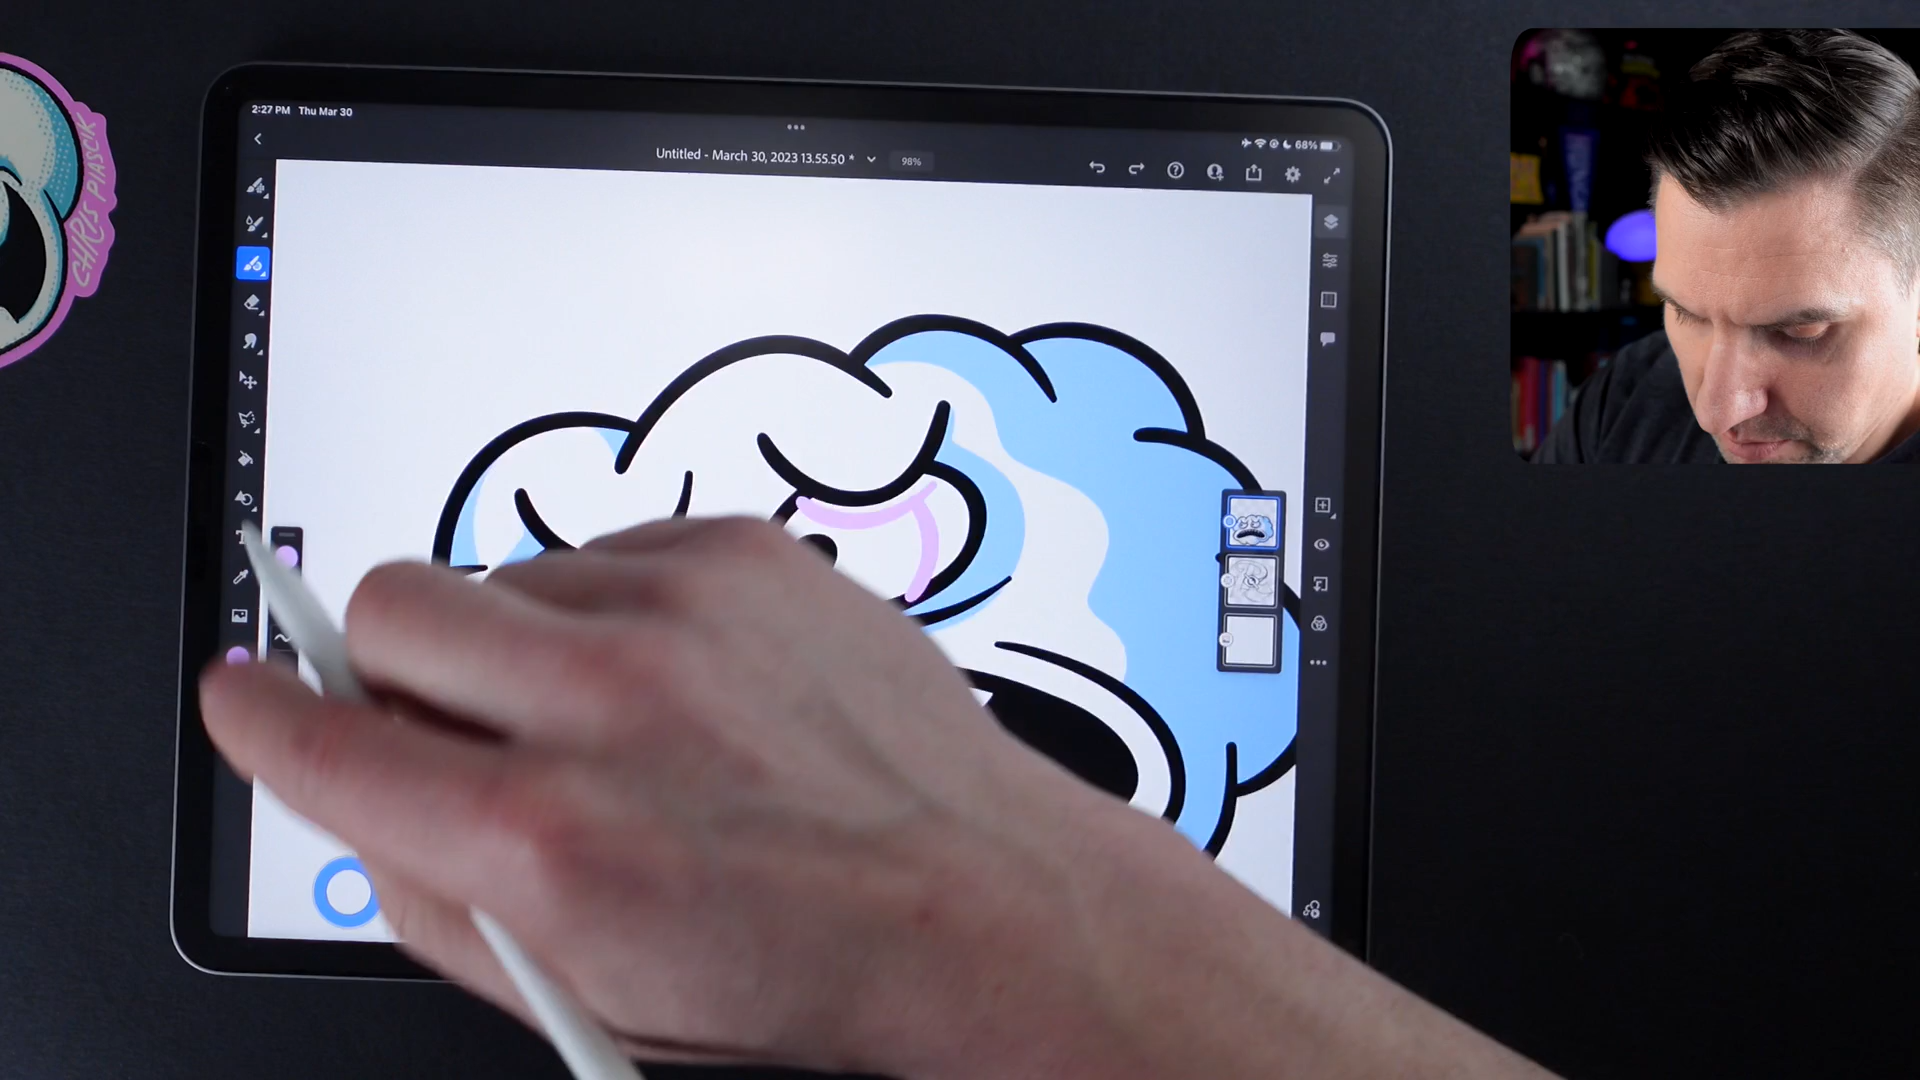 2:27 PM Thu Mar 30
68%
Untitled - March 30, 2023 13.55.50 *
98%
CHRIS PIASCIK
T